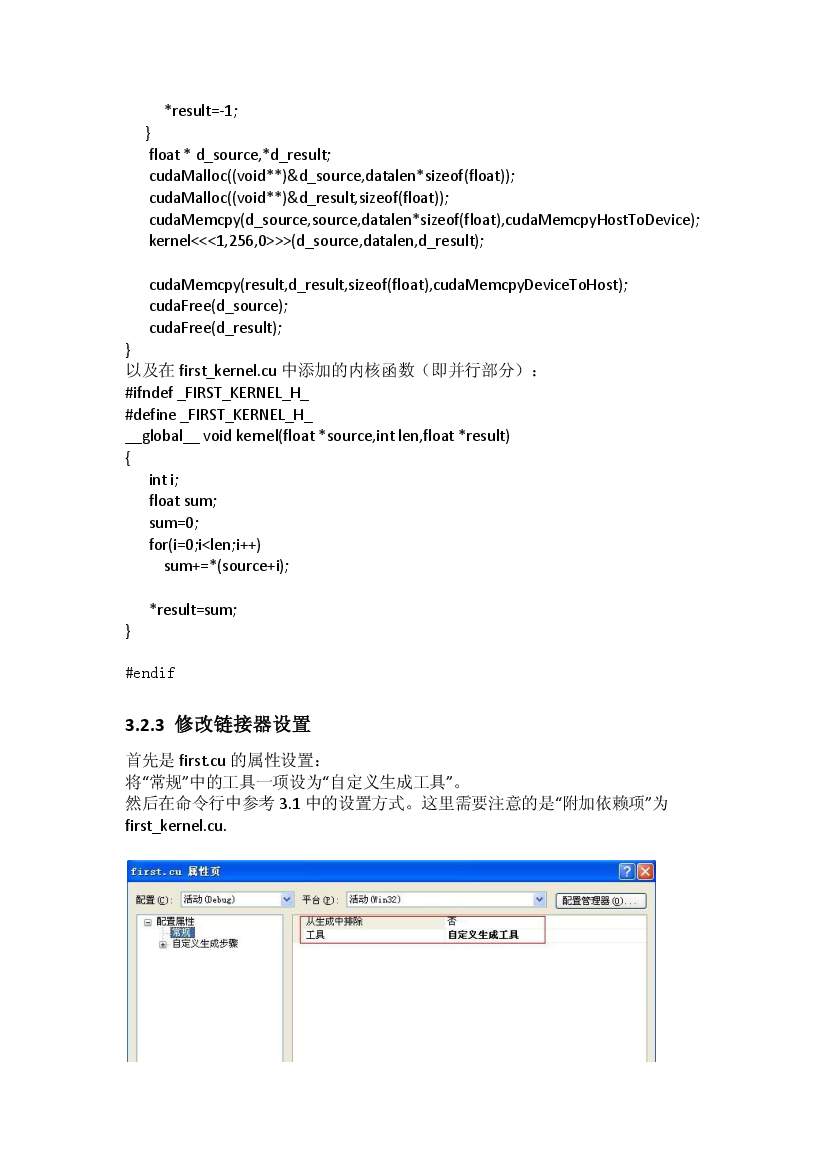 *result=-1;
}
float * d_source,*d_result;
cudaMalloc((void**)&d_source,datalen*sizeof(float));
cudaMalloc((void**)&d_result,sizeof(float));
cudaMemcpy(d_source,source,datalen*sizeof(float),cudaMemcpyHostToDevice);
kernel<<<1,256,0>>>(d_source,datalen,d_result);
cudaMemcpy(result,d_result,sizeof(float),cudaMemcpyDeviceToHost);
cudaFree(d_source);
cudaFree(d_result);
}
以及在 first_kernel.cu 中添加的内核函数（即并行部分）：
#ifndef _FIRST_KERNEL_H_
#define _FIRST_KERNEL_H_
__global__ void kernel(float *source,int len,float *result)
{
int i;
float sum;
sum=0;
for(i=0;i<len;i++)
sum+=*(source+i);
*result=sum;
}
#endif
3.2.3 修改链接器设置
首先是 first.cu 的属性设置：
将“常规”中的工具一项设为“自定义生成工具”。
然后在命令行中参考 3.1 中的设置方式。这里需要注意的是“附加依赖项”为
first_kernel.cu.
first.cu 属性页
配置(C): 活动(Debug) 平台(P): 活动(Win32) 配置管理器(O)...
配置属性 从生成中排除 否
常规 工具 自定义生成工具
自定义生成步骤